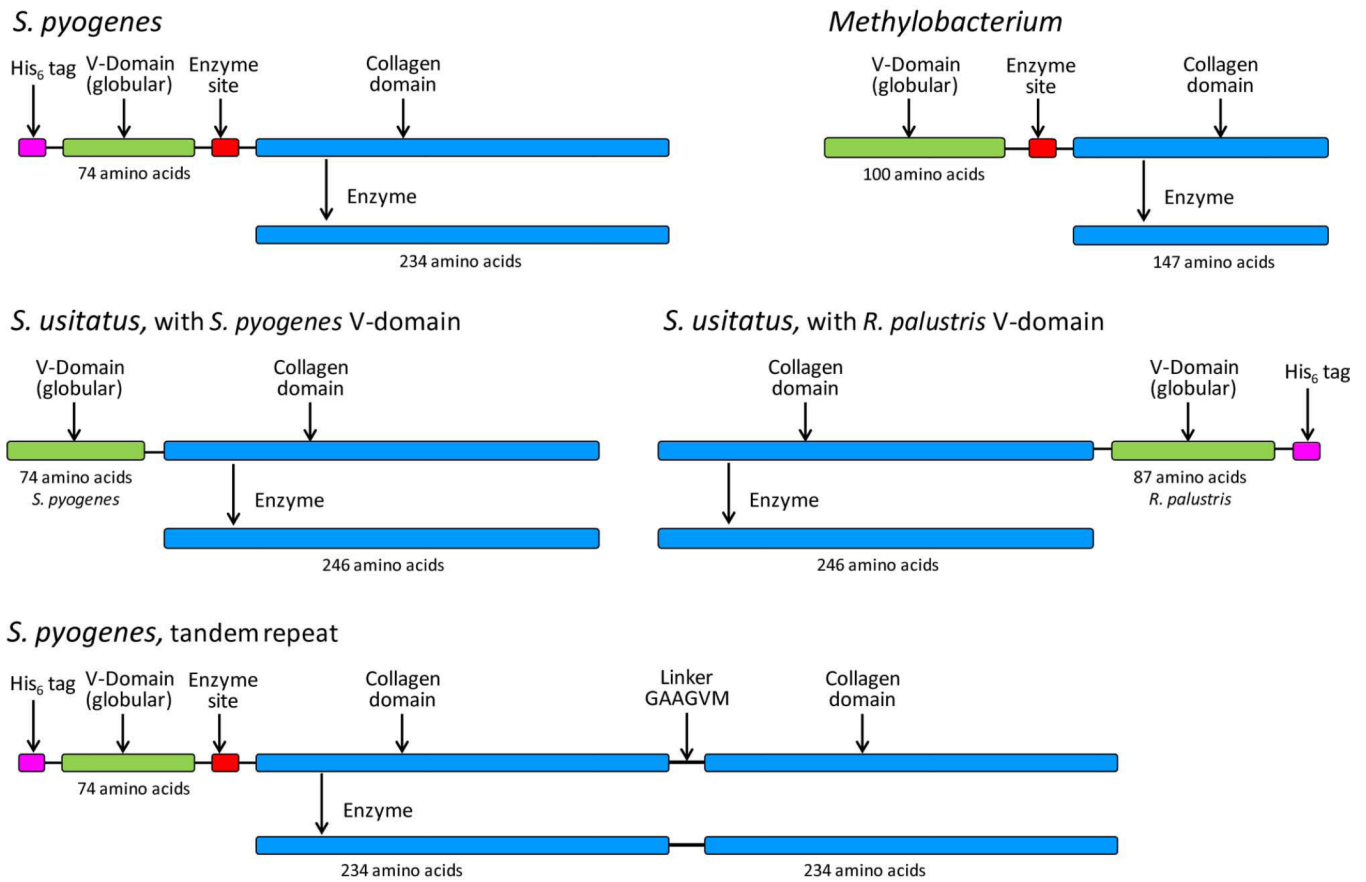 S. pyogenes
His6 tag
V-Domain
(globular)
Enzyme
site
Collagen
domain
74 amino acids
Enzyme
234 amino acids
Methylobacterium
V-Domain
(globular)
Enzyme
site
Collagen
domain
100 amino acids
Enzyme
147 amino acids
S. usitatus, with S. pyogenes V-domain
V-Domain
(globular)
Collagen
domain
74 amino acids
S. pyogenes
Enzyme
246 amino acids
S. usitatus, with R. palustris V-domain
Collagen
domain
V-Domain
(globular)
His6 tag
87 amino acids
R. palustris
Enzyme
246 amino acids
S. pyogenes, tandem repeat
His6 tag
V-Domain
(globular)
Enzyme
site
Collagen
domain
Linker
GAAGVM
Collagen
domain
74 amino acids
Enzyme
234 amino acids
234 amino acids